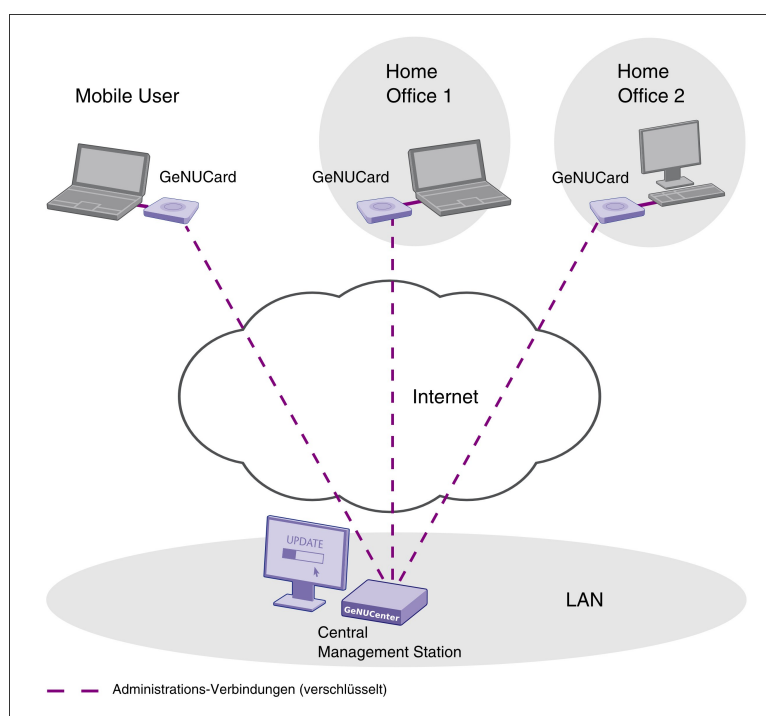 Home
Office 1
Home
Office 2
Mobile User
GeNUCard
GeNUCard
GeNUCard
Internet
UPDATE
GeNUCenter
LAN
Central
Management Station
Administrations-Verbindungen (verschlüsselt)